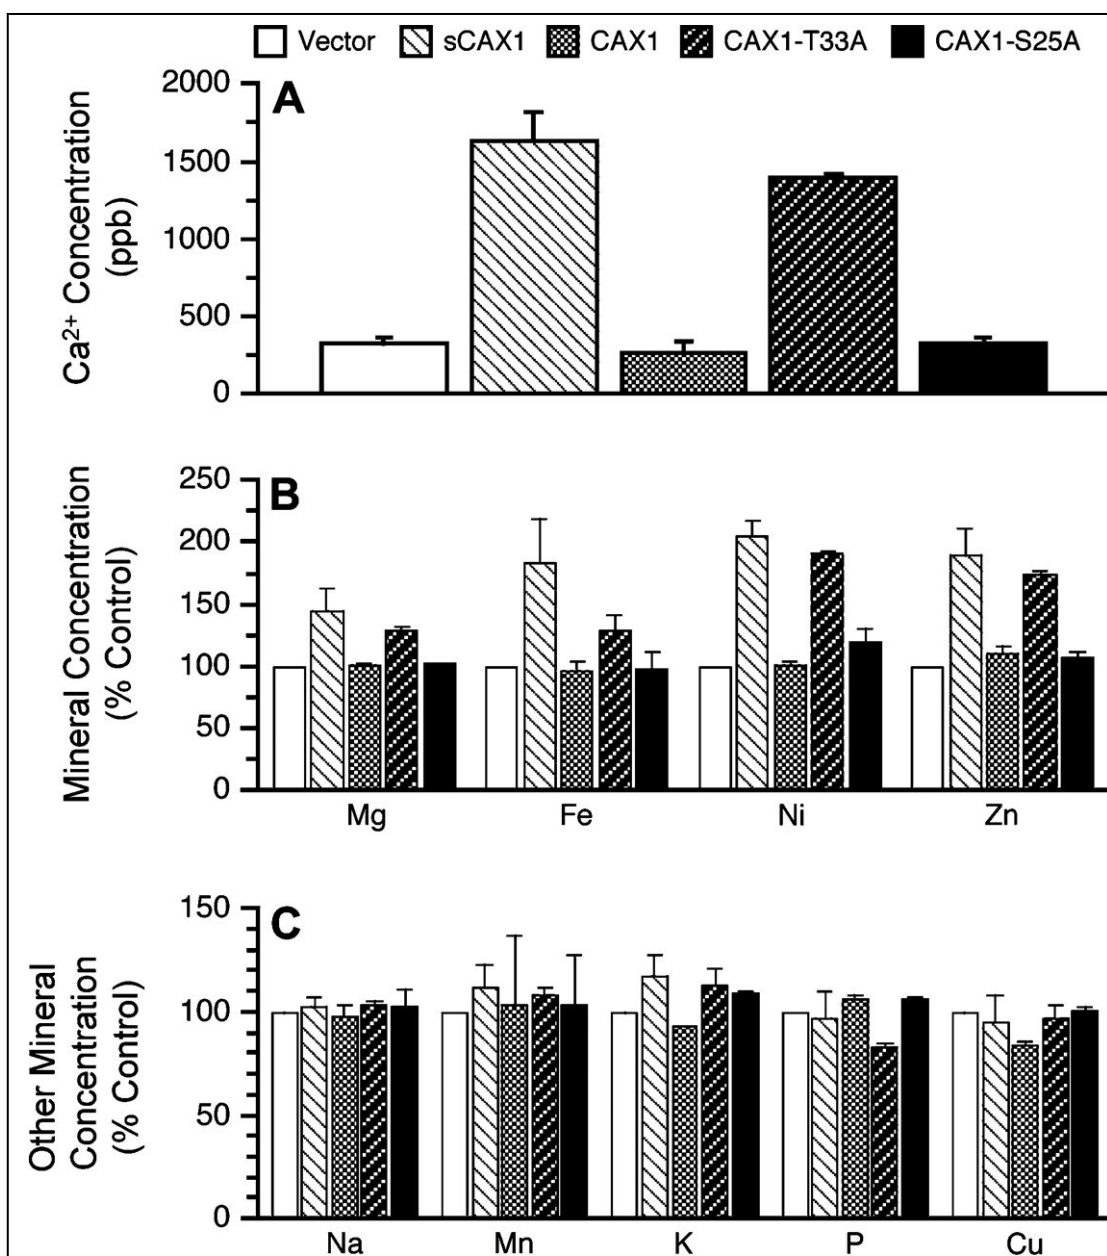 Vector sCAX1 CAX1 CAX1-T33A CAX1-S25A
A
Ca²⁺ Concentration
(ppb)
2000
1500
1000
500
0
B
Mineral Concentration
(% Control)
250
200
150
100
50
0
Mg Fe Ni Zn
C
Other Mineral
Concentration
(% Control)
150
100
50
0
Na Mn K P Cu